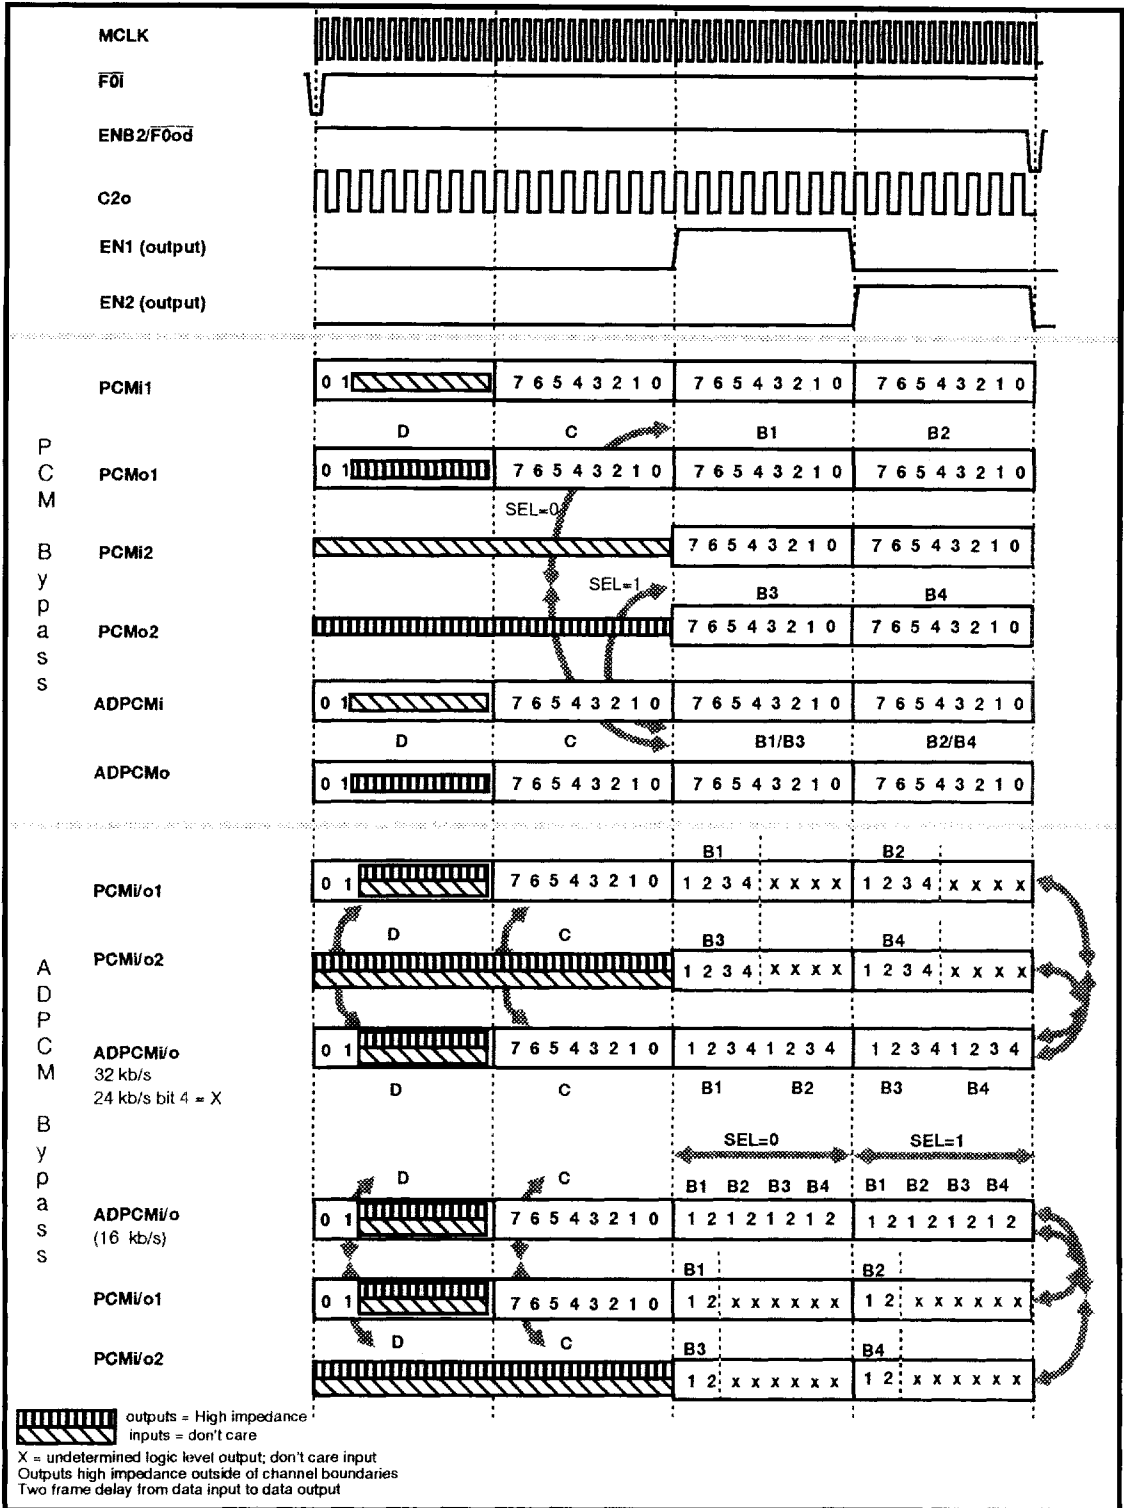 MCLK
F0i
ENB2/F0od
C2o
EN1 (output)
EN2 (output)
PCM Bypass
PCMi1
0 1 7 6 5 4 3 2 1 0 7 6 5 4 3 2 1 0 7 6 5 4 3 2 1 0
D C B1 B2
PCMo1
0 1 7 6 5 4 3 2 1 0 7 6 5 4 3 2 1 0 7 6 5 4 3 2 1 0
SEL=0
PCMi2
7 6 5 4 3 2 1 0 7 6 5 4 3 2 1 0
SEL=1 B3 B4
PCMo2
7 6 5 4 3 2 1 0 7 6 5 4 3 2 1 0
ADPCMi
0 1 7 6 5 4 3 2 1 0 7 6 5 4 3 2 1 0 7 6 5 4 3 2 1 0
D C B1/B3 B2/B4
ADPCMo
0 1 7 6 5 4 3 2 1 0 7 6 5 4 3 2 1 0 7 6 5 4 3 2 1 0
ADPCM Bypass
B1 B2
PCMi/o1
0 1 7 6 5 4 3 2 1 0 1 2 3 4 X X X X 1 2 3 4 X X X X
D C B3 B4
PCMi/o2
1 2 3 4 X X X X 1 2 3 4 X X X X
ADPCMi/o
0 1 7 6 5 4 3 2 1 0 1 2 3 4 1 2 3 4 1 2 3 4 1 2 3 4
32 kb/s
24 kb/s bit 4 = X
D C B1 B2 B3 B4
SEL=0 SEL=1
D C B1 B2 B3 B4 B1 B2 B3 B4
ADPCMi/o
0 1 7 6 5 4 3 2 1 0 1 2 1 2 1 2 1 2 1 2 1 2 1 2 1 2
(16 kb/s)
B1 B2
PCMi/o1
0 1 7 6 5 4 3 2 1 0 1 2 X X X X X X 1 2 X X X X X X
D C B3 B4
PCMi/o2
1 2 X X X X X X 1 2 X X X X X X
outputs = High impedance
inputs = don't care
X = undetermined logic level output; don't care input
Outputs high impedance outside of channel boundaries
Two frame delay from data input to data output